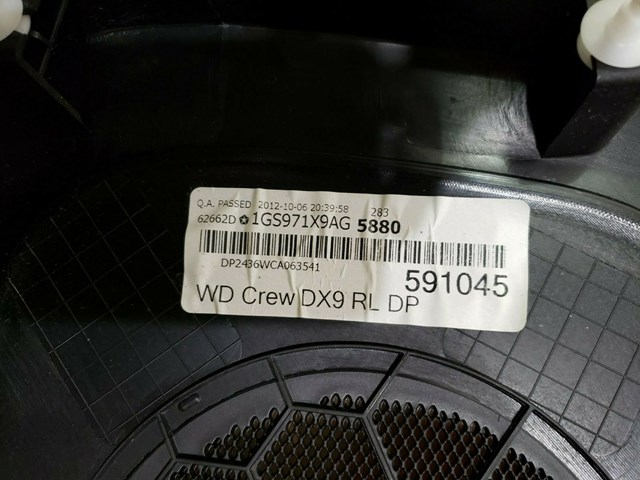 Q.A. PASSED 2012-10-06 20:39:58 283
62662D 1GS971X9AG 5880
DP2436WCA063541
591045
WD Crew DX9 RL DP